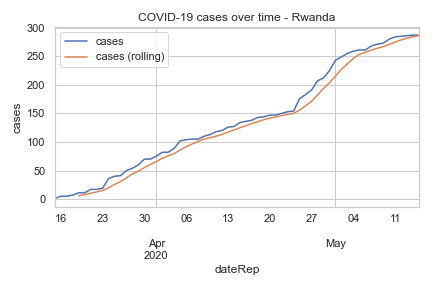 COVID-19 cases over time - Rwanda
300
250
200
150
100
50
0
cases
cases
cases (rolling)
16 23 30 06 13 20 27 04 11
Apr May
2020
dateRep